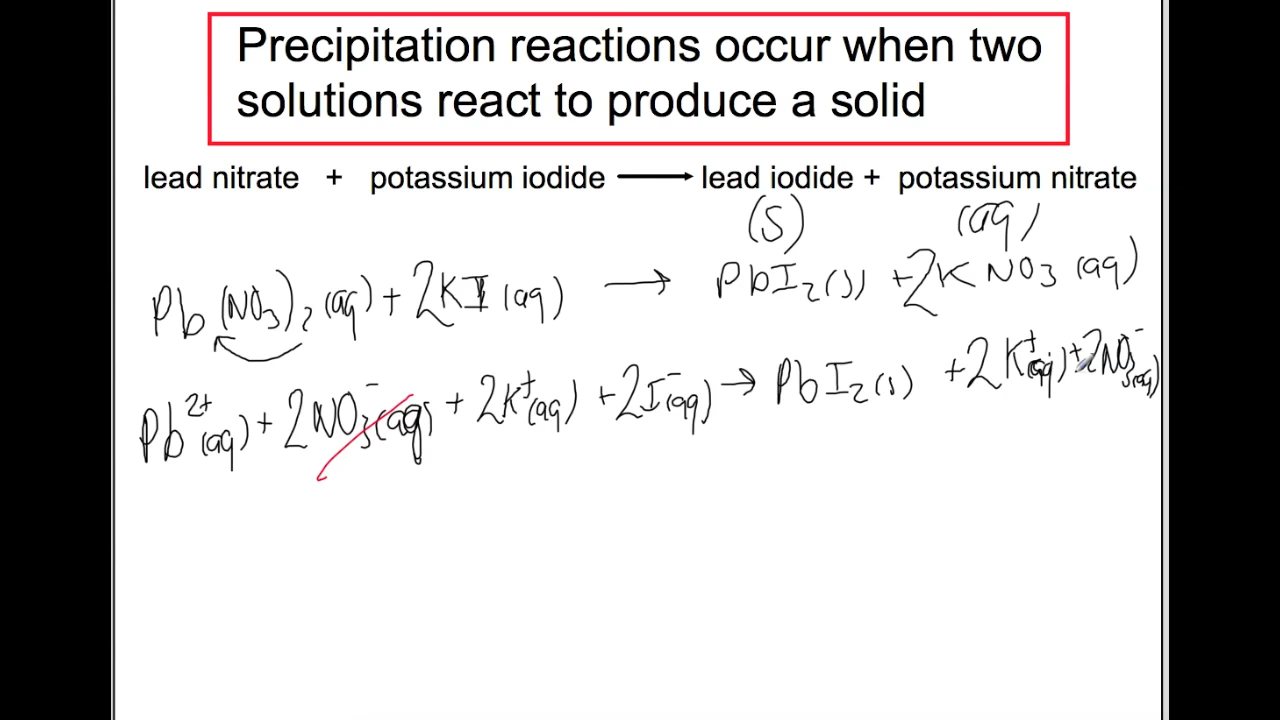 Precipitation reactions occur when two
solutions react to produce a solid
lead nitrate + potassium iodide ⟶ lead iodide + potassium nitrate
(s) (aq)
Pb(NO₃)₂(aq) + 2KI(aq) → PbI₂(s) + 2KNO₃(aq)
Pb²⁺(aq) + 2NO₃⁻(aq) + 2K⁺(aq) + 2I⁻(aq) → PbI₂(s) + 2K⁺(aq) + 2NO₃⁻(aq)